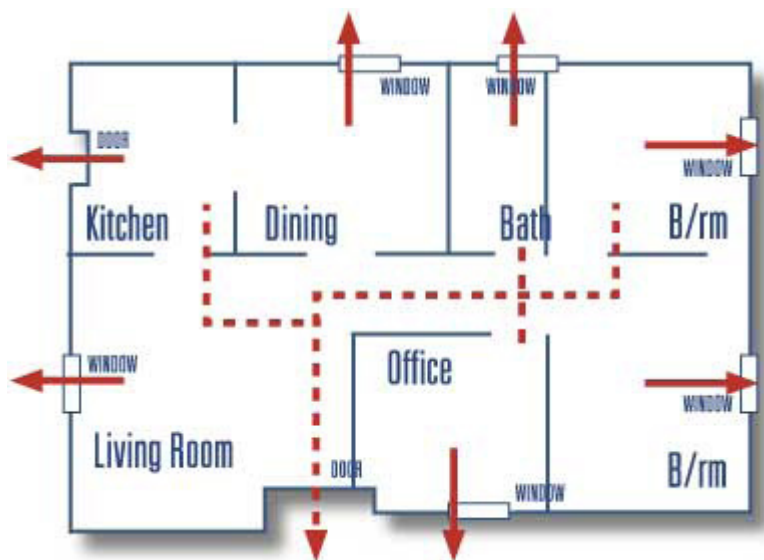 WINDOW
WINDOW
DOOR
WINDOW
Kitchen
Dining
Bath
B/rm
WINDOW
Office
WINDOW
Living Room
DOOR
B/rm
WINDOW